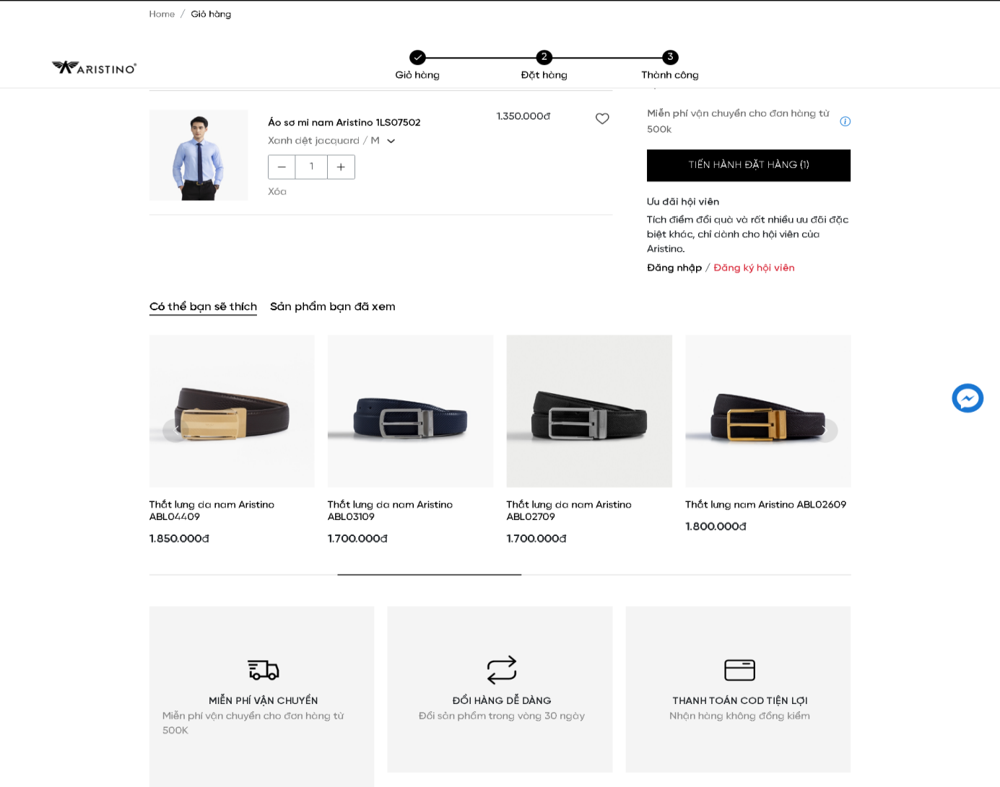 Home / Giỏ hàng
ARISTINO
2
3
Giỏ hàng
Đặt hàng
Thành công
Áo sơ mi nam Aristino 1LS07502
1.350.000đ
Xanh dệt jacquard / M
1
Xóa
Miễn phí vận chuyển cho đơn hàng từ
500k
TIẾN HÀNH ĐẶT HÀNG (1)
Ưu đãi hội viên
Tích điểm đổi quà và rất nhiều ưu đãi đặc
biệt khác, chỉ dành cho hội viên của
Aristino.
Đăng nhập / Đăng ký hội viên
Có thể bạn sẽ thích
Sản phẩm bạn đã xem
Thắt lưng da nam Aristino
ABL04409
1.850.000đ
Thắt lưng da nam Aristino
ABL03109
1.700.000đ
Thắt lưng da nam Aristino
ABL02709
1.700.000đ
Thắt lưng nam Aristino ABL02609
1.800.000đ
MIỄN PHÍ VẬN CHUYỂN
Miễn phí vận chuyển cho đơn hàng từ
500K
ĐỔI HÀNG DỄ DÀNG
Đổi sản phẩm trong vòng 30 ngày
THANH TOÁN COD TIỆN LỢI
Nhận hàng không đồng kiểm